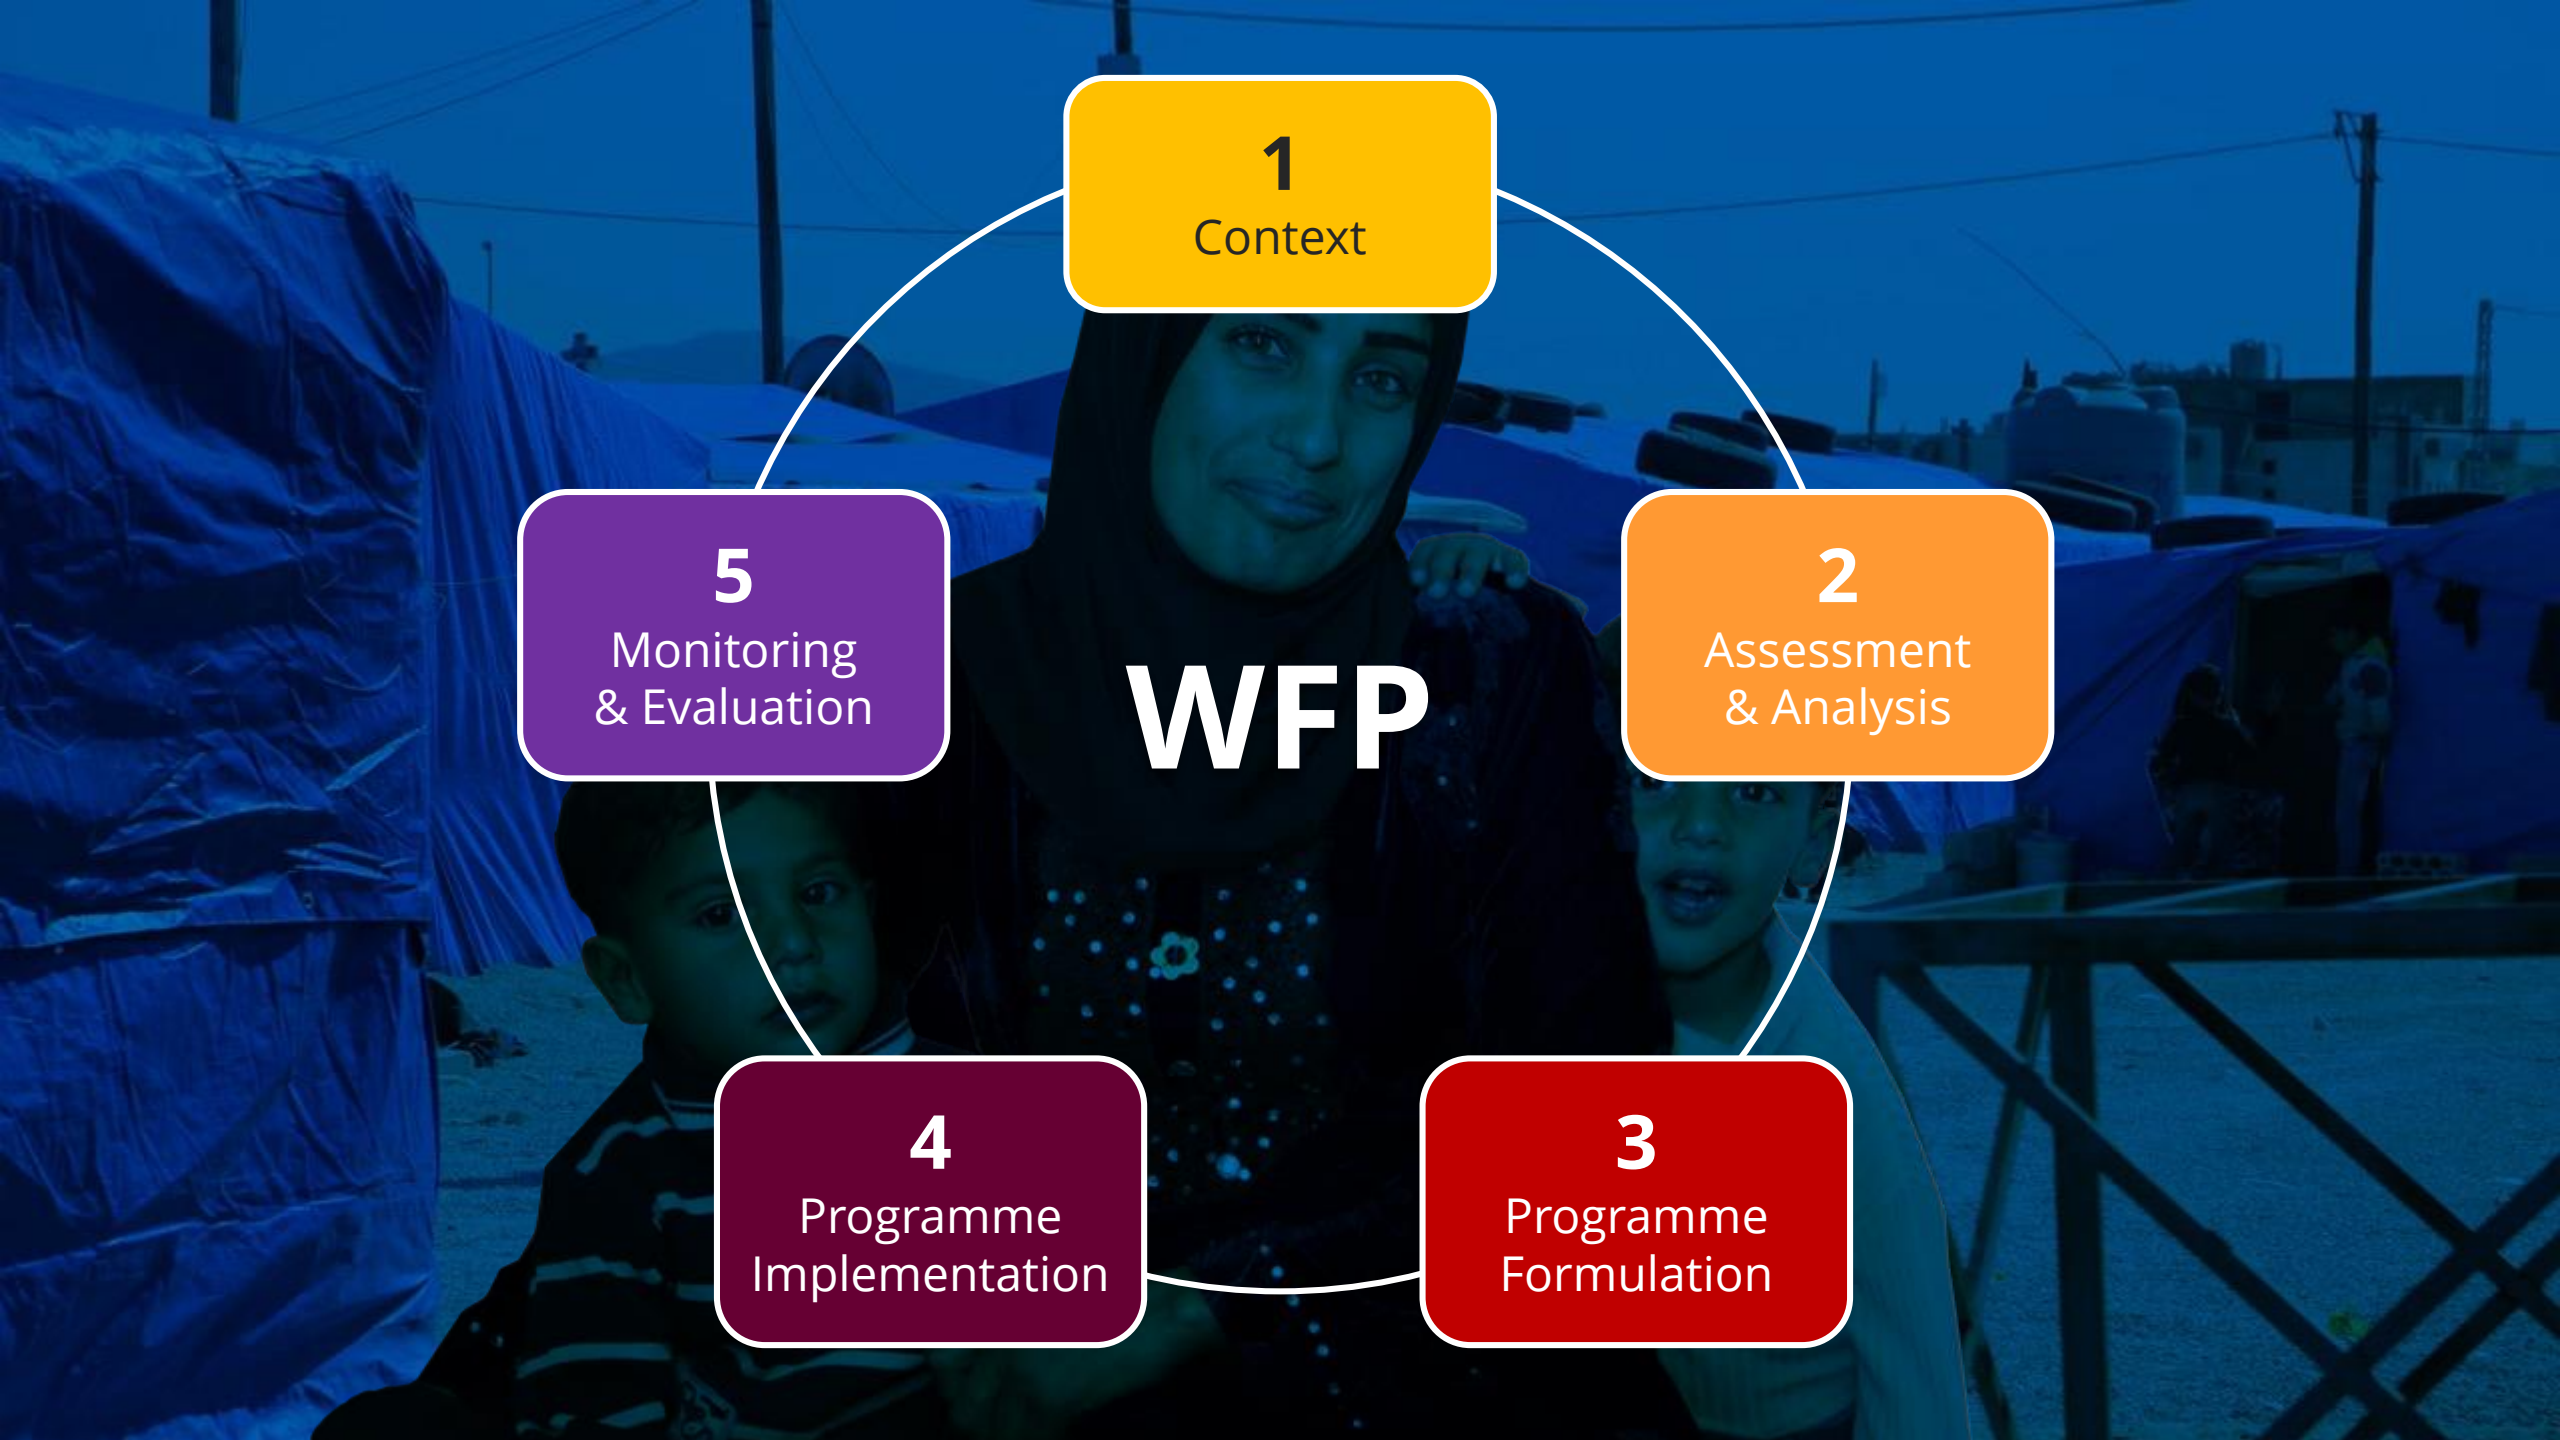 1
Context
2
Assessment
& Analysis
3
Programme
Formulation
4
Programme
Implementation
5
Monitoring
& Evaluation
WFP